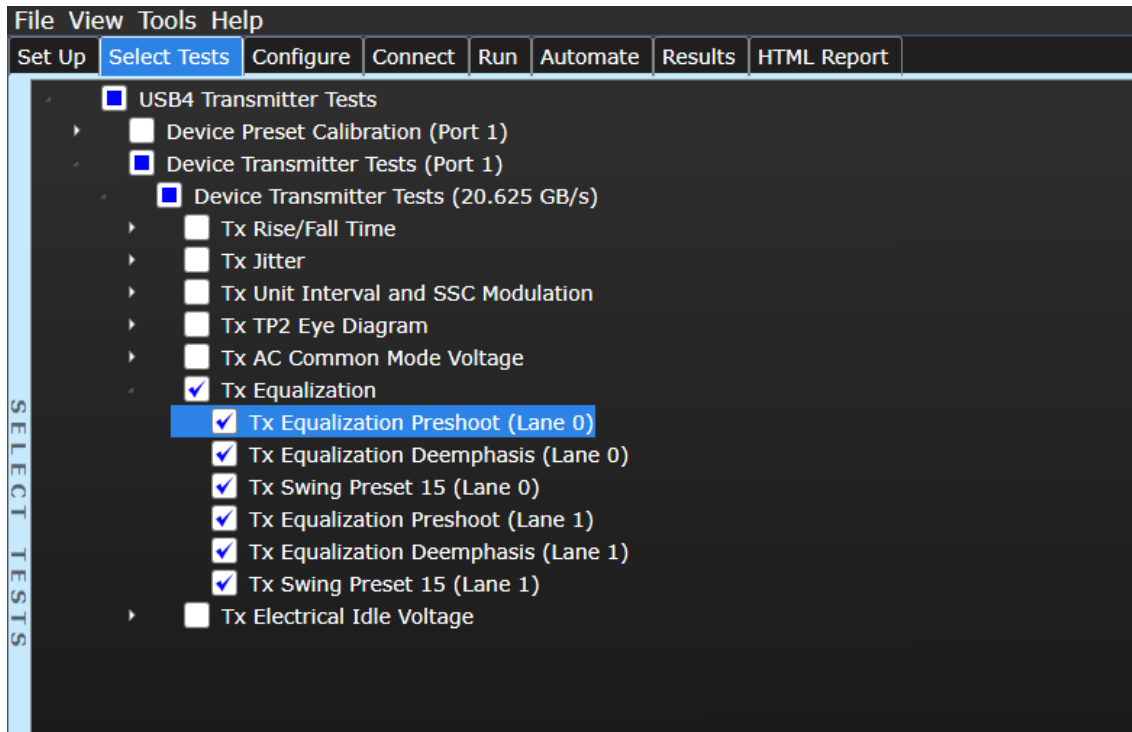 File View Tools Help
Set Up Select Tests Configure Connect Run Automate Results HTML Report
USB4 Transmitter Tests
Device Preset Calibration (Port 1)
Device Transmitter Tests (Port 1)
Device Transmitter Tests (20.625 GB/s)
Tx Rise/Fall Time
Tx Jitter
Tx Unit Interval and SSC Modulation
Tx TP2 Eye Diagram
Tx AC Common Mode Voltage
Tx Equalization
Tx Equalization Preshoot (Lane 0)
Tx Equalization Deemphasis (Lane 0)
Tx Swing Preset 15 (Lane 0)
Tx Equalization Preshoot (Lane 1)
Tx Equalization Deemphasis (Lane 1)
Tx Swing Preset 15 (Lane 1)
Tx Electrical Idle Voltage
SELECT TESTS